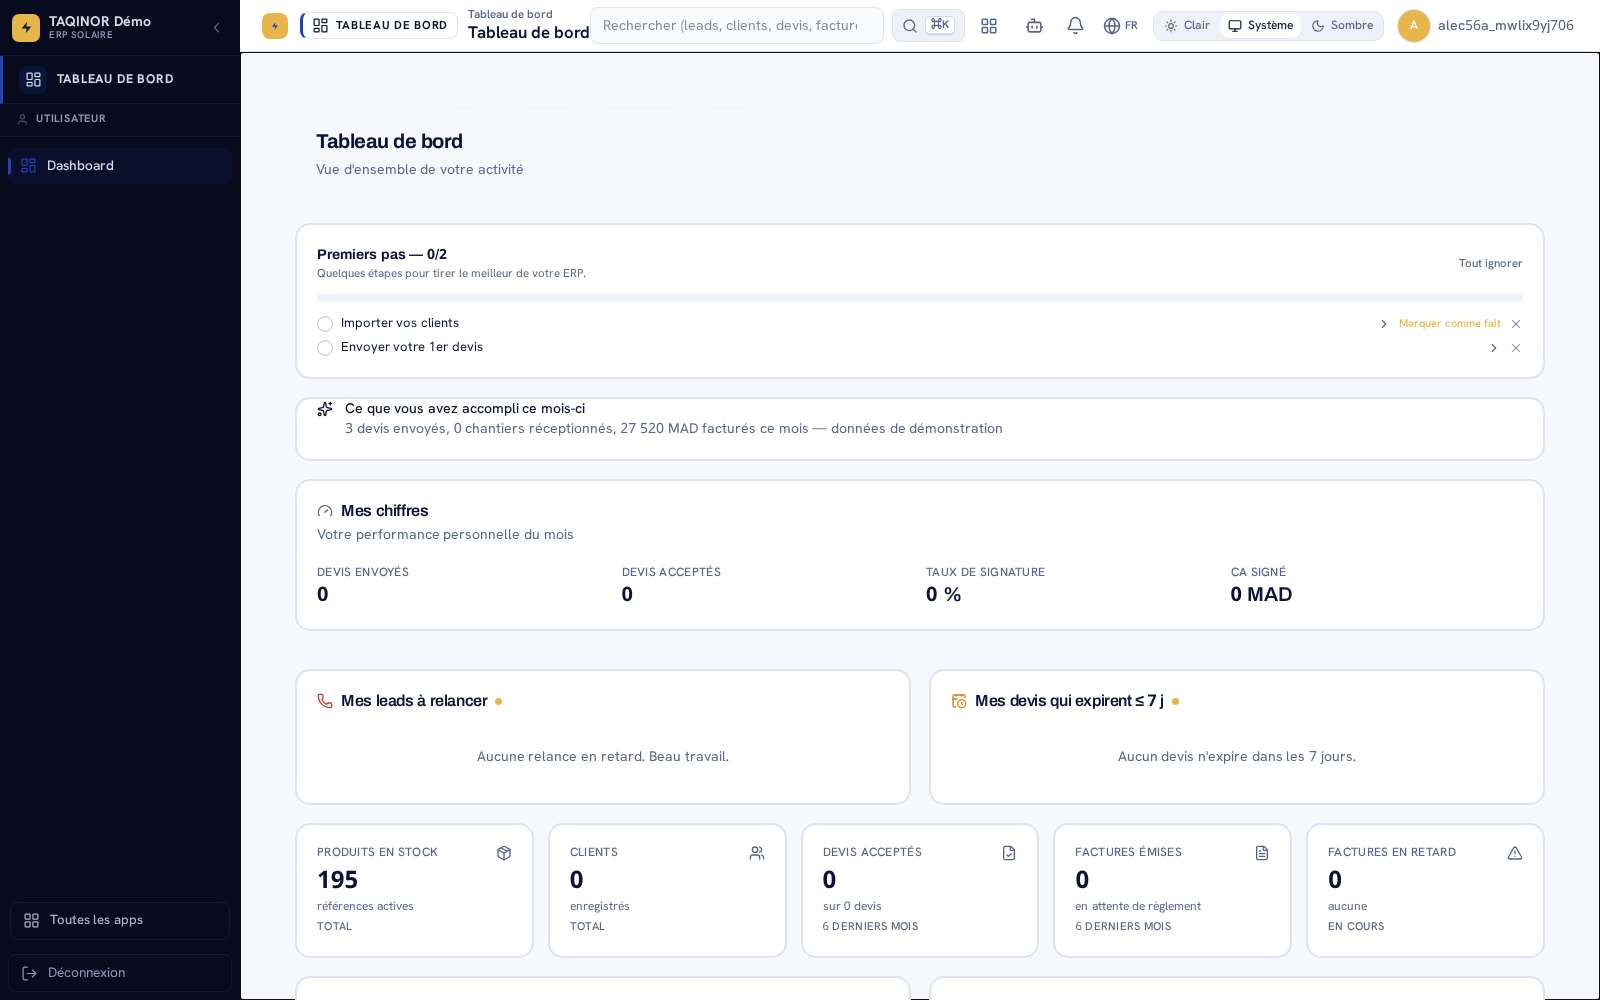 TAQINOR Démo
ERP SOLAIRE
TABLEAU DE BORD
UTILISATEUR
Dashboard
Toutes les apps
Déconnexion
TABLEAU DE BORD
Tableau de bord
Tableau de bord
Rechercher (leads, clients, devis, facture
⌘K
FR
Clair
Système
Sombre
A
alec56a_mwlix9yj706
Tableau de bord
Vue d'ensemble de votre activité
Premiers pas — 0/2
Quelques étapes pour tirer le meilleur de votre ERP.
Tout ignorer
Importer vos clients
Marquer comme fait
Envoyer votre 1er devis
Ce que vous avez accompli ce mois-ci
3 devis envoyés, 0 chantiers réceptionnés, 27 520 MAD facturés ce mois — données de démonstration
Mes chiffres
Votre performance personnelle du mois
DEVIS ENVOYÉS
0
DEVIS ACCEPTÉS
0
TAUX DE SIGNATURE
0 %
CA SIGNÉ
0 MAD
Mes leads à relancer
Aucune relance en retard. Beau travail.
Mes devis qui expirent ≤ 7 j
Aucun devis n'expire dans les 7 jours.
PRODUITS EN STOCK
195
références actives
TOTAL
CLIENTS
0
enregistrés
TOTAL
DEVIS ACCEPTÉS
0
sur 0 devis
6 DERNIERS MOIS
FACTURES ÉMISES
0
en attente de règlement
6 DERNIERS MOIS
FACTURES EN RETARD
0
aucune
EN COURS